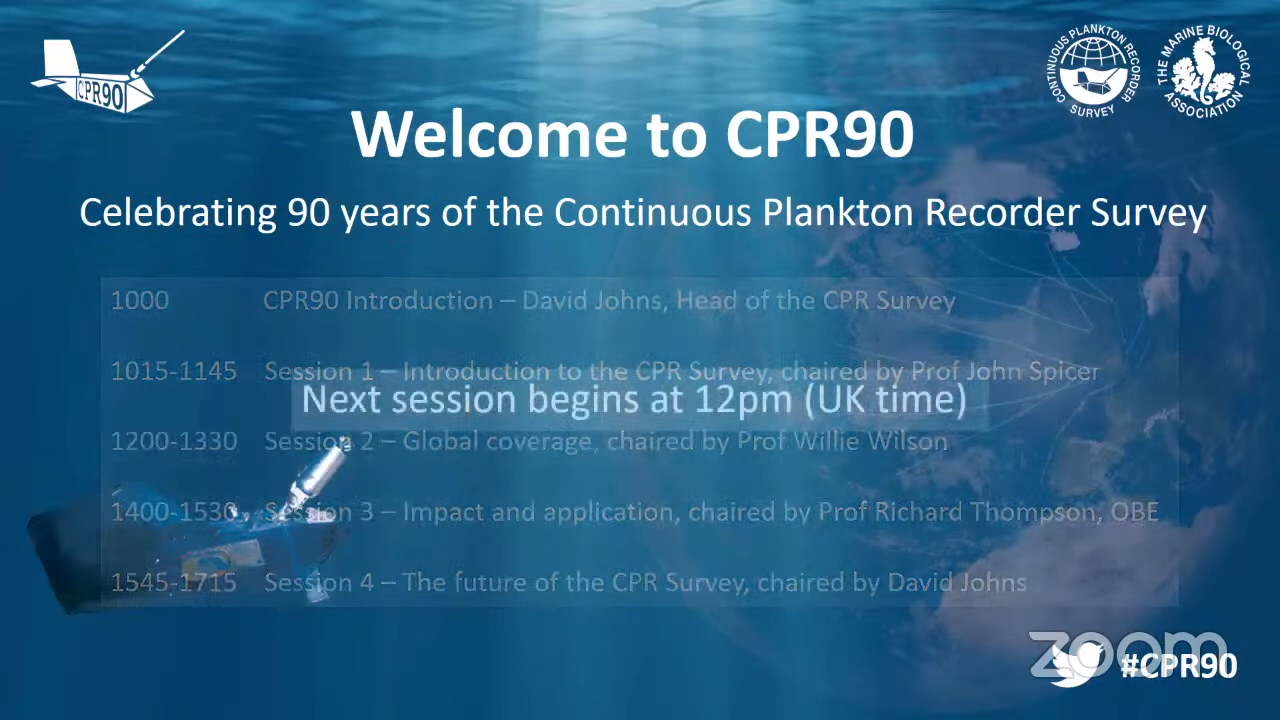 CPR90
CONTINUOUS PLANKTON RECORDER
SURVEY
THE MARINE BIOLOGICAL
ASSOCIATION
Welcome to CPR90
Celebrating 90 years of the Continuous Plankton Recorder Survey
1000 CPR90 Introduction – David Johns, Head of the CPR Survey
1015-1145 Session 1 – Introduction to the CPR Survey, chaired by Prof John Spicer
Next session begins at 12pm (UK time)
1200-1330 Session 2 – Global coverage, chaired by Prof Willie Wilson
1400-1530 Session 3 – Impact and application, chaired by Prof Richard Thompson, OBE
1545-1715 Session 4 – The future of the CPR Survey, chaired by David Johns
zoom
#CPR90